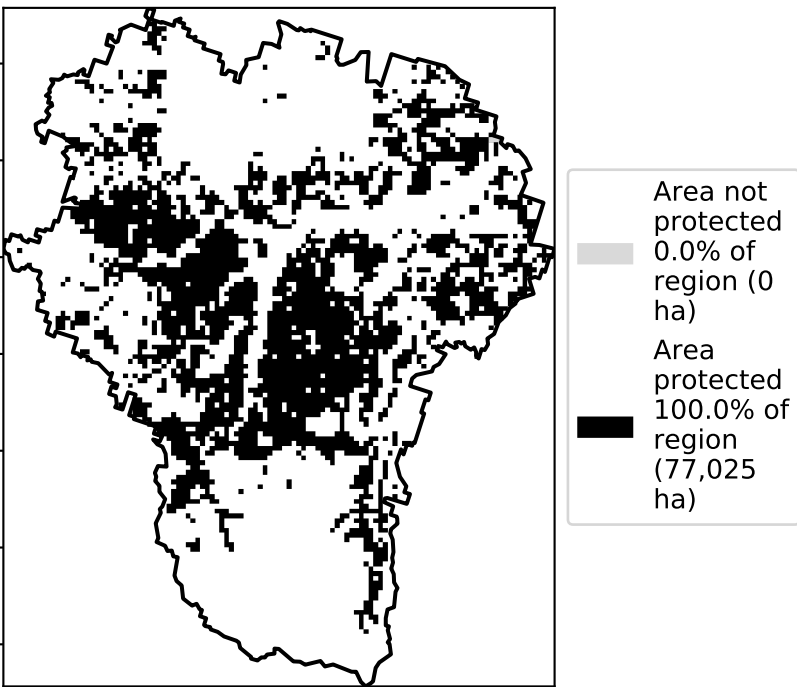 Area not
protected
0.0% of
region (0
ha)
Area
protected
100.0% of
region
(77,025
ha)